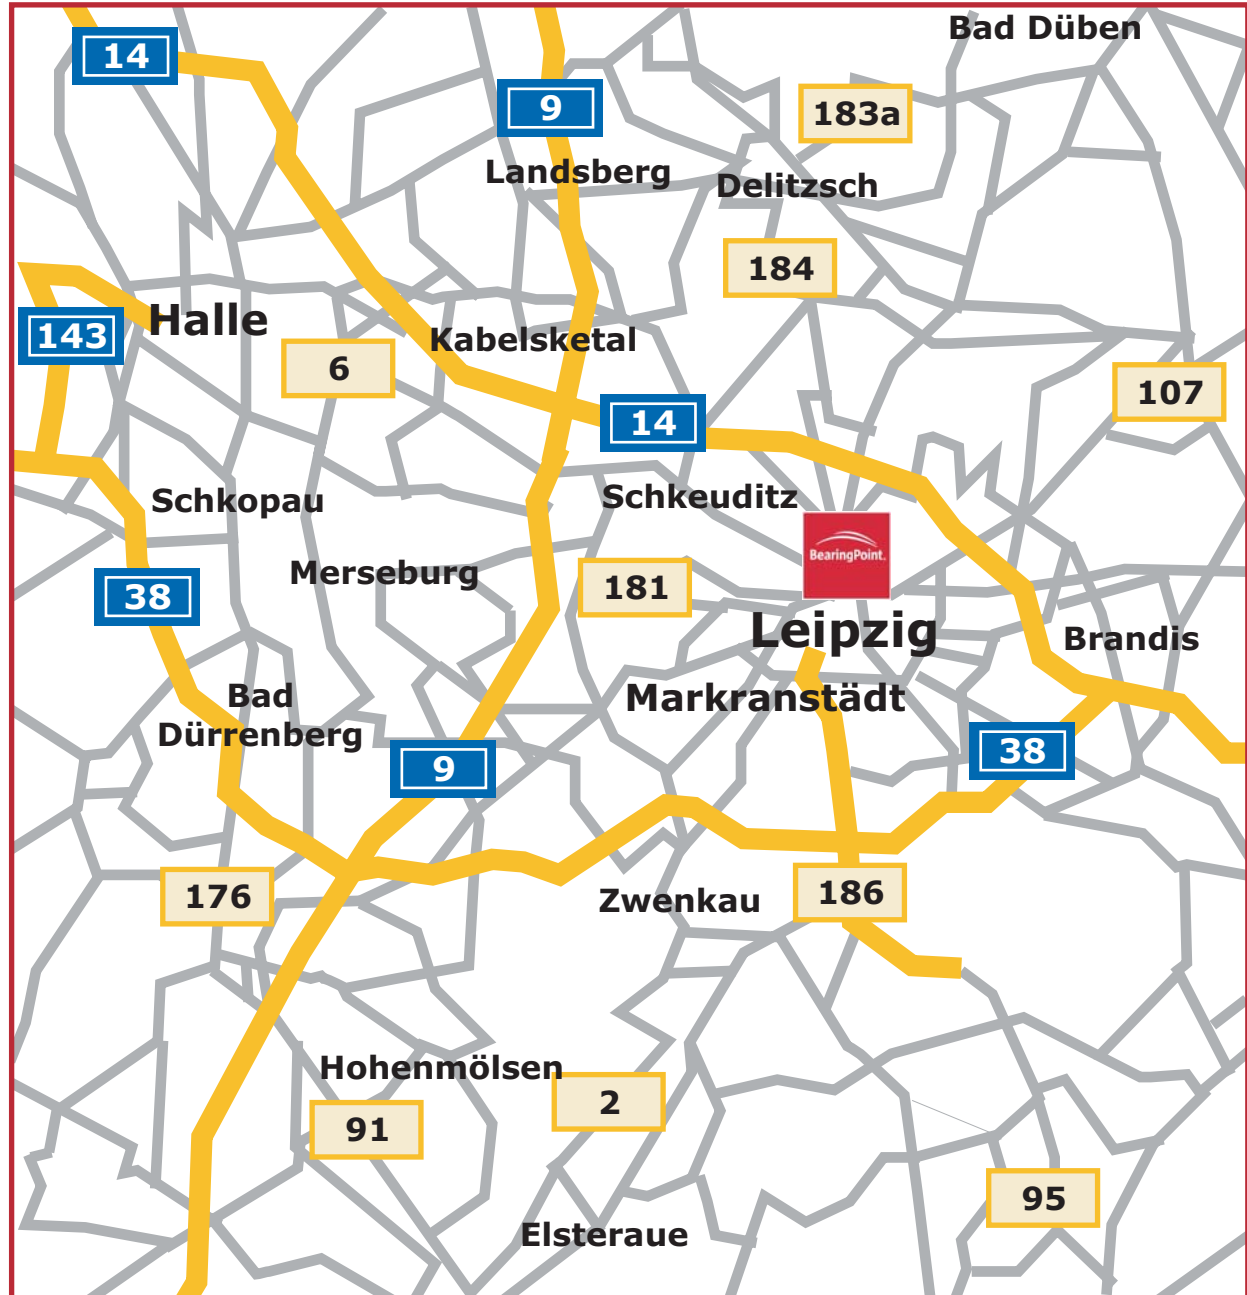 Bad Düben
14
9
183a
Landsberg
Delitzsch
184
Halle
143
Kabelsketal
6
107
14
Schkopau
Schkeuditz
BearingPoint.
Merseburg
181
38
Leipzig
Brandis
Bad
Dürrenberg
Markranstädt
38
9
176
Zwenkau
186
Hohenmölsen
2
91
95
Elsteraue